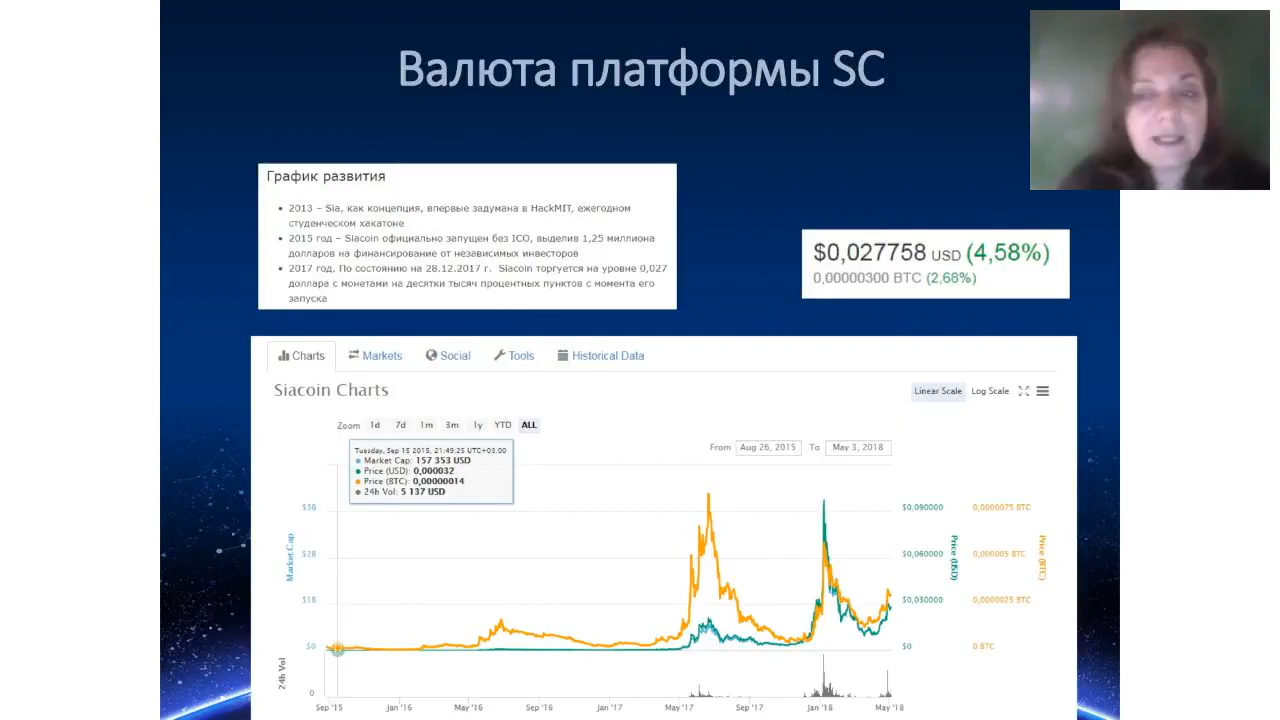 Валюта платформы SC
График развития
• 2013 – Sia, как концепция, впервые задумана в HackMIT, ежегодном
студенческом хакатоне
• 2015 год – Siacoin официально запущен без ICO, выделив 1,25 миллиона
долларов на финансирование от независимых инвесторов
• 2017 год. По состоянию на 28.12.2017 г. Siacoin торгуется на уровне 0,027
доллара с монетами на десятки тысяч процентных пунктов с момента его
запуска
$0,027758 USD (4,58%)
0,00000300 BTC (2,68%)
Charts Markets Social Tools Historical Data
Siacoin Charts
Linear Scale Log Scale
Zoom 1d 7d 1m 3m 1y YTD ALL
From Aug 26, 2015 To May 3, 2018
Tuesday, Sep 15 2015, 21:49:25 UTC+03:00
Market Cap: 157 353 USD
Price (USD): 0,000032
Price (BTC): 0,00000014
24h Vol: 5 137 USD
$3B $0,090000 0,0000075 BTC
$2B $0,060000 0,000005 BTC
$1B $0,030000 0,0000025 BTC
$0 $0 0 BTC
Market Cap
Price (USD)
Price (BTC)
24h Vol
0
Sep '15 Jan '16 May '16 Sep '16 Jan '17 May '17 Sep '17 Jan '18 May '18